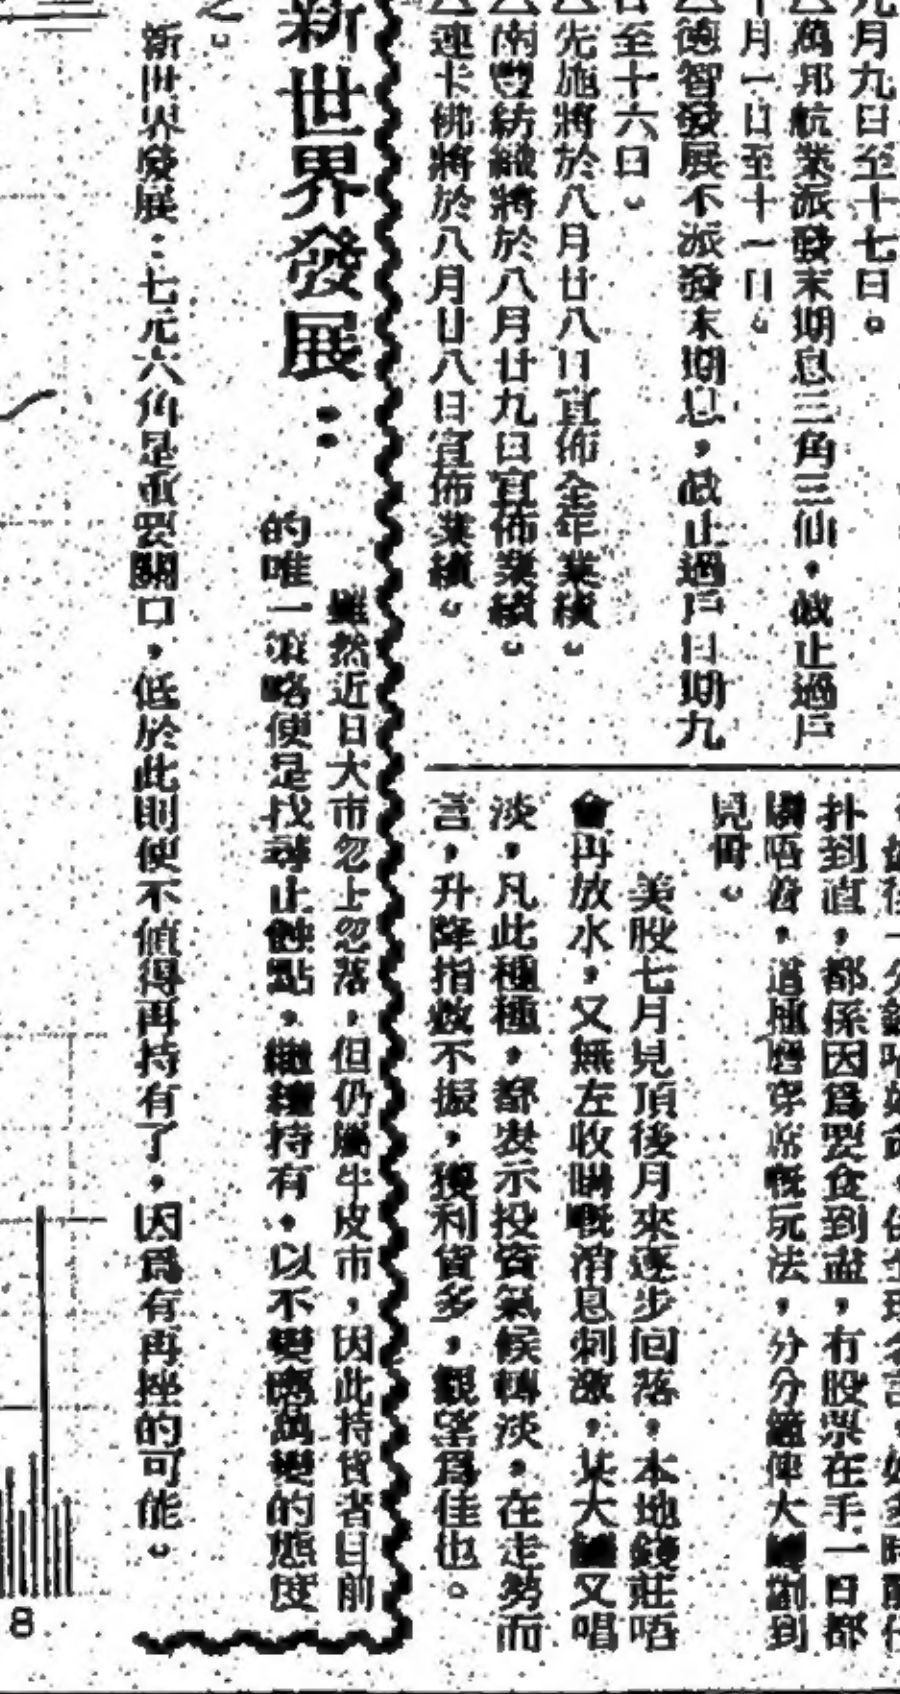 九月九日至十七日。
△萬邦航業派發末期息三角三仙，截止過戶
十月一日至十一日。
△德智發展不派發末期息，截止過戶日期九
日至十六日。
△先施將於八月廿八日宣佈全年業績。
△南豐紡織將於八月廿九日宣佈業績。
△連卡佛將於八月廿八日宣佈業績。
扑到直，都係因爲要食到盡，冇股票在手一日都
唔着，道種磨穿席嘅玩法，分分鐘俾大鱷劏到
見骨。
美股七月見頂後月來逐步回落，本地錢莊唔
會再放水，又無左收購嘅消息刺激，某大鱷又唱
淡，凡此種種，都表示投資氣候轉淡，在走勢而
言，升降指數不振，獲利貨多，觀望爲佳也。
新世界發展：
雖然近日大市忽上忽落，但仍屬牛皮市，因此持貨者目前
的唯一策略便是找尋止蝕點，繼續持有，以不變應萬變的態度
。
新世界發展：七元六角是重要關口，低於此則便不值得再持有了，因爲有再挫的可能。
8